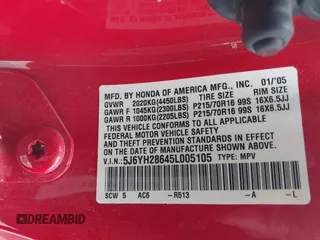 MFD. BY HONDA OF AMERICA MFG., INC. 01/'05
GVWR 2020KG(4450LBS) TIRE SIZE RIM SIZE
GAWR F 1045KG(2300LBS) P215/70R16 99S 16X6.5JJ
GAWR R 1000KG(2205LBS) P215/70R16 99S 16X6.5JJ
THIS VEHICLE CONFORMS TO ALL APPLICABLE
FEDERAL MOTOR VEHICLE SAFETY, BUMPER,
AND THEFT PREVENTION STANDARDS IN EFFECT
ON THE DATE OF MANUFACTURE SHOWN ABOVE.
V.I.N.: 5J6YH28645L005105 TYPE: MPV
SCW 5 AC6 -R513 -A -L
DREAMBID